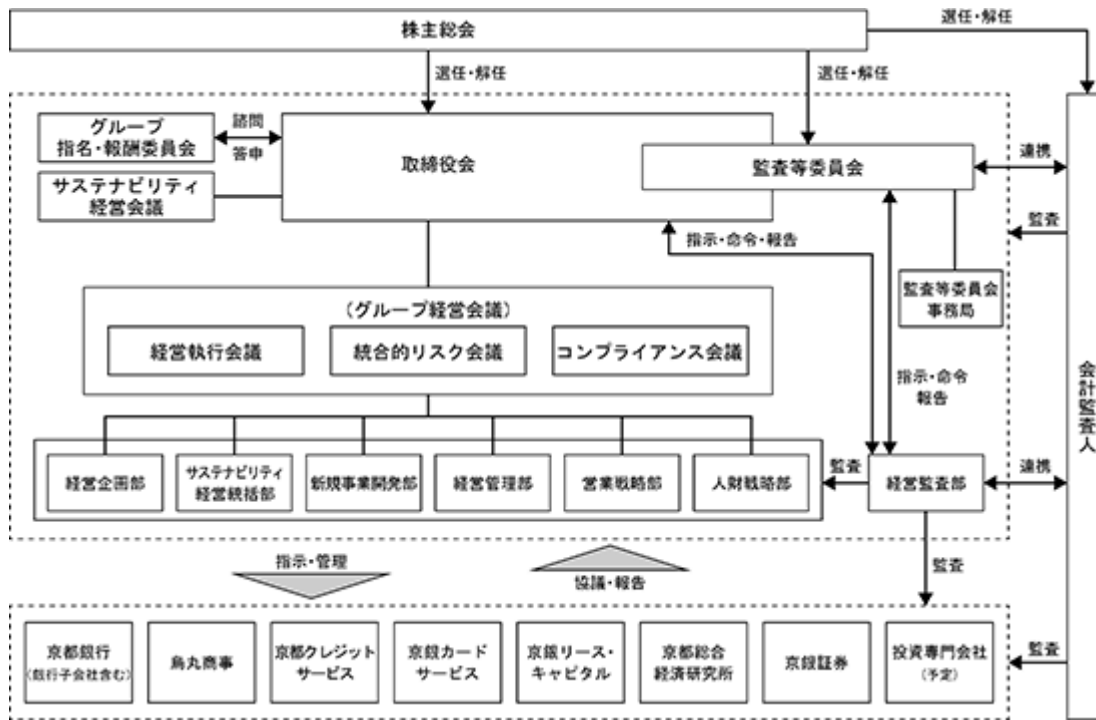 株主総会
選任・解任
選任・解任
選任・解任
グループ
指名・報酬委員会
諮問
答申
取締役会
監査等委員会
連携
サステナビリティ
経営会議
監査
指示・命令・報告
監査等委員会
事務局
(グループ経営会議)
経営執行会議
統合的リスク会議
コンプライアンス会議
指示・命令
報告
会計監査人
経営企画部
サステナビリティ
経営統括部
新規事業開発部
経営管理部
営業戦略部
人財戦略部
監査
経営監査部
連携
指示・管理
協議・報告
監査
京都銀行
(銀行子会社含む)
烏丸商事
京都クレジット
サービス
京銀カード
サービス
京銀リース・
キャピタル
京都総合
経済研究所
京銀証券
投資専門会社
(予定)
監査